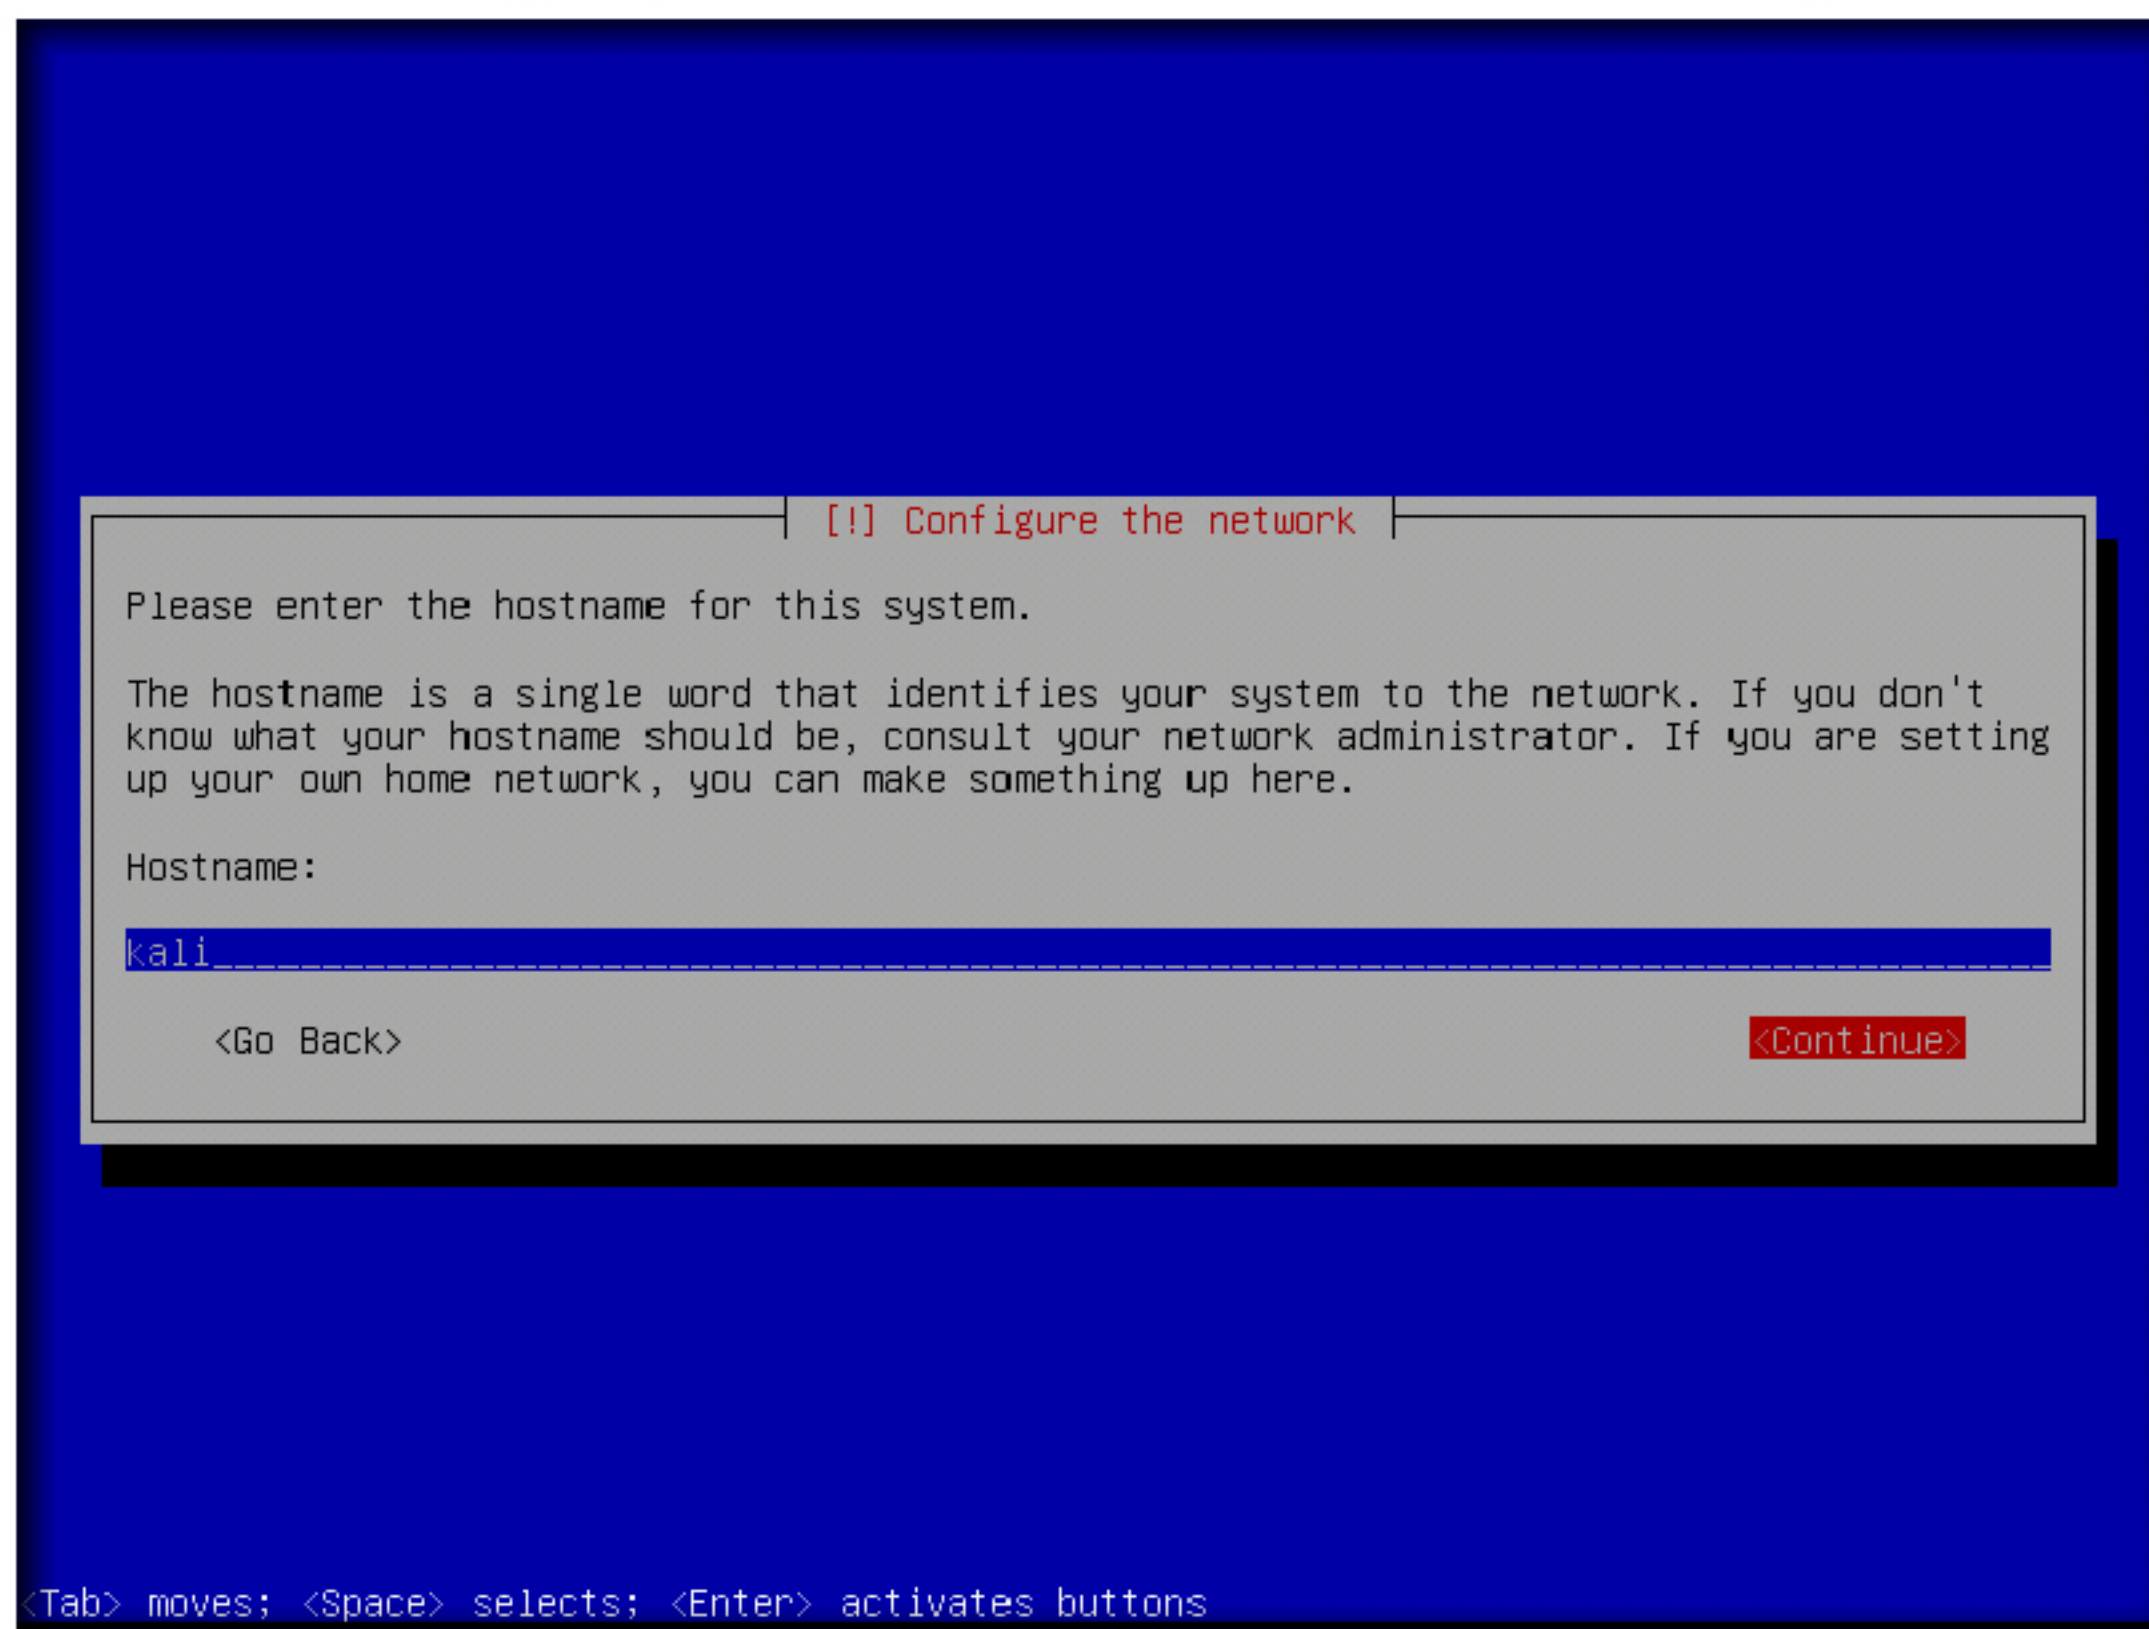 [!] Configure the network
Please enter the hostname for this system.
The hostname is a single word that identifies your system to the network. If you don't
know what your hostname should be, consult your network administrator. If you are setting
up your own home network, you can make something up here.
Hostname:
kali
<Go Back> <Continue>
<Tab> moves; <Space> selects; <Enter> activates buttons